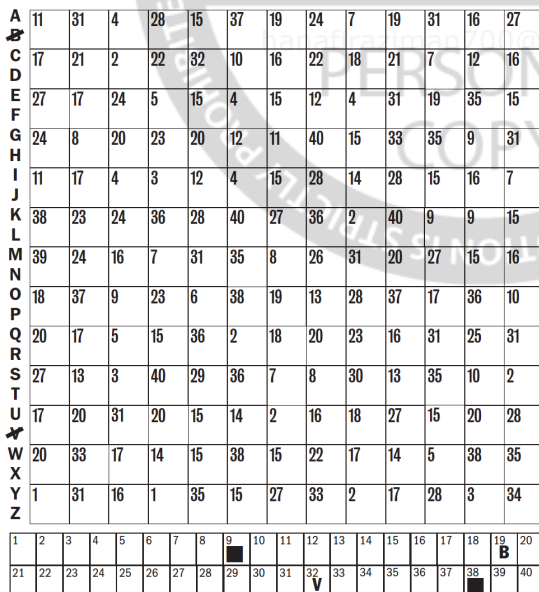 A
B
C
D
E
F
G
H
I
J
K
L
M
N
O
P
Q
R
S
T
U
V
W
X
Y
Z
11 31 4 28 15 37 19 24 7 19 31 16 27
17 21 2 22 32 10 16 22 18 21 7 12 16
27 17 24 5 15 4 15 12 4 31 19 35 15
24 8 20 23 20 12 11 40 15 33 35 9 31
11 17 4 3 12 4 15 28 14 28 15 16 7
38 23 24 36 28 40 27 36 2 40 9 9 15
39 24 16 7 31 35 8 26 31 20 27 15 16
18 37 9 23 6 38 19 13 28 37 17 36 10
20 17 5 15 36 2 18 20 23 16 31 25 31
27 13 3 40 29 36 7 8 30 13 35 10 2
17 20 31 20 15 14 2 16 18 27 15 20 28
20 33 17 14 15 38 15 22 17 14 5 38 35
1 31 16 1 35 15 27 33 2 17 28 3 34
1 2 3 4 5 6 7 8 9 10 11 12 13 14 15 16 17 18 19 20
B
21 22 23 24 25 26 27 28 29 30 31 32 33 34 35 36 37 38 39 40
V
hanafiraziman700@
PERSON
COPY
STRICTLY PROHIBITE